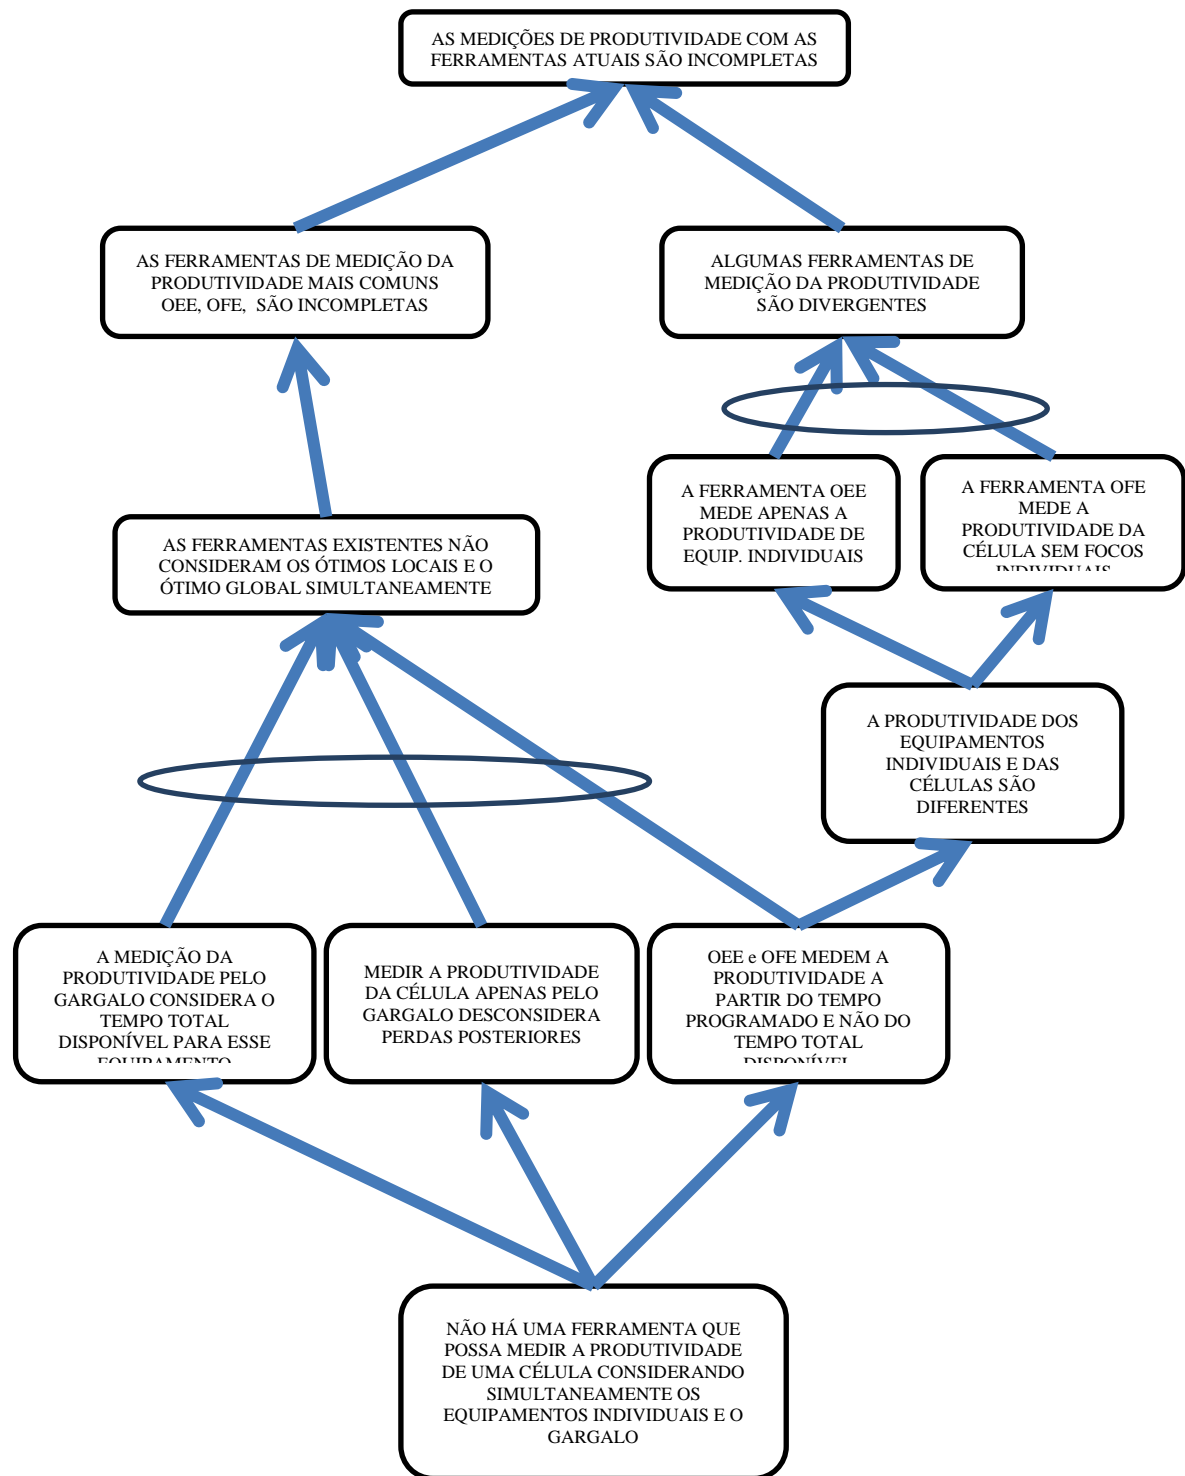 AS MEDIÇÕES DE PRODUTIVIDADE COM AS
FERRAMENTAS ATUAIS SÃO INCOMPLETAS
AS FERRAMENTAS DE MEDIÇÃO DA
PRODUTIVIDADE MAIS COMUNS
OEE, OFE, SÃO INCOMPLETAS
ALGUMAS FERRAMENTAS DE
MEDIÇÃO DA PRODUTIVIDADE
SÃO DIVERGENTES
A FERRAMENTA OEE
MEDE APENAS A
PRODUTIVIDADE DE
EQUIP. INDIVIDUAIS
A FERRAMENTA OFE
MEDE A
PRODUTIVIDADE DA
CÉLULA SEM FOCOS
INDIVIDUAIS
AS FERRAMENTAS EXISTENTES NÃO
CONSIDERAM OS ÓTIMOS LOCAIS E O
ÓTIMO GLOBAL SIMULTANEAMENTE
A PRODUTIVIDADE DOS
EQUIPAMENTOS
INDIVIDUAIS E DAS
CÉLULAS SÃO
DIFERENTES
A MEDIÇÃO DA
PRODUTIVIDADE PELO
GARGALO CONSIDERA O
TEMPO TOTAL
DISPONÍVEL PARA ESSE
EQUIPAMENTO
MEDIR A PRODUTIVIDADE
DA CÉLULA APENAS PELO
GARGALO DESCONSIDERA
PERDAS POSTERIORES
OEE e OFE MEDEM A
PRODUTIVIDADE A
PARTIR DO TEMPO
PROGRAMADO E NÃO DO
TEMPO TOTAL
DISPONÍVEL
NÃO HÁ UMA FERRAMENTA QUE
POSSA MEDIR A PRODUTIVIDADE
DE UMA CÉLULA CONSIDERANDO
SIMULTANEAMENTE OS
EQUIPAMENTOS INDIVIDUAIS E O
GARGALO